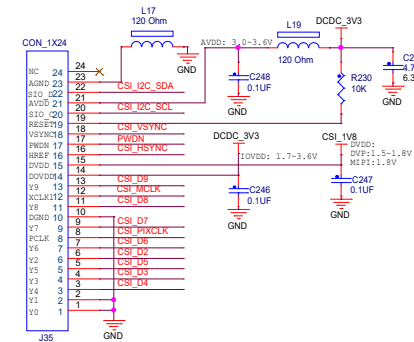 L17
120 Ohm
GND
AVDD: 3.0~3.6V
L19
120 Ohm
DCDC_3V3
C248
0.1UF
GND
R230
10K
GND
CON_1X24
NC 24 24
AGND 23 23
22 22 CSI_I2C_SDA
AVDD 21 21
20 20 CSI_I2C_SCL
RESET 19 19
VSYNC 18 18 CSI_VSYNC
PWDN 17 17 PWDN
HREF 16 16 CSI_HSYNC
DVDD 15 15
DOVDD 14 14
Y9 13 13 CSI_D9
XCLK 12 12 CSI_MCLK
Y8 11 11 CSI_D8
DGND 10 10
Y7 9 9 CSI_D7
PCLK 8 8 CSI_PIXCLK
Y6 7 7 CSI_D6
Y2 6 6 CSI_D2
Y5 5 5 CSI_D5
Y3 4 4 CSI_D3
Y4 3 3 CSI_D4
Y1 2 2
Y0 1 1
J35
GND
DCDC_3V3
IOVDD: 1.7~3.6V
C246
0.1UF
GND
CSI_1V8
DVDD:
DVP:1.5~1.8V
MIPI:1.8V
C247
0.1UF
GND